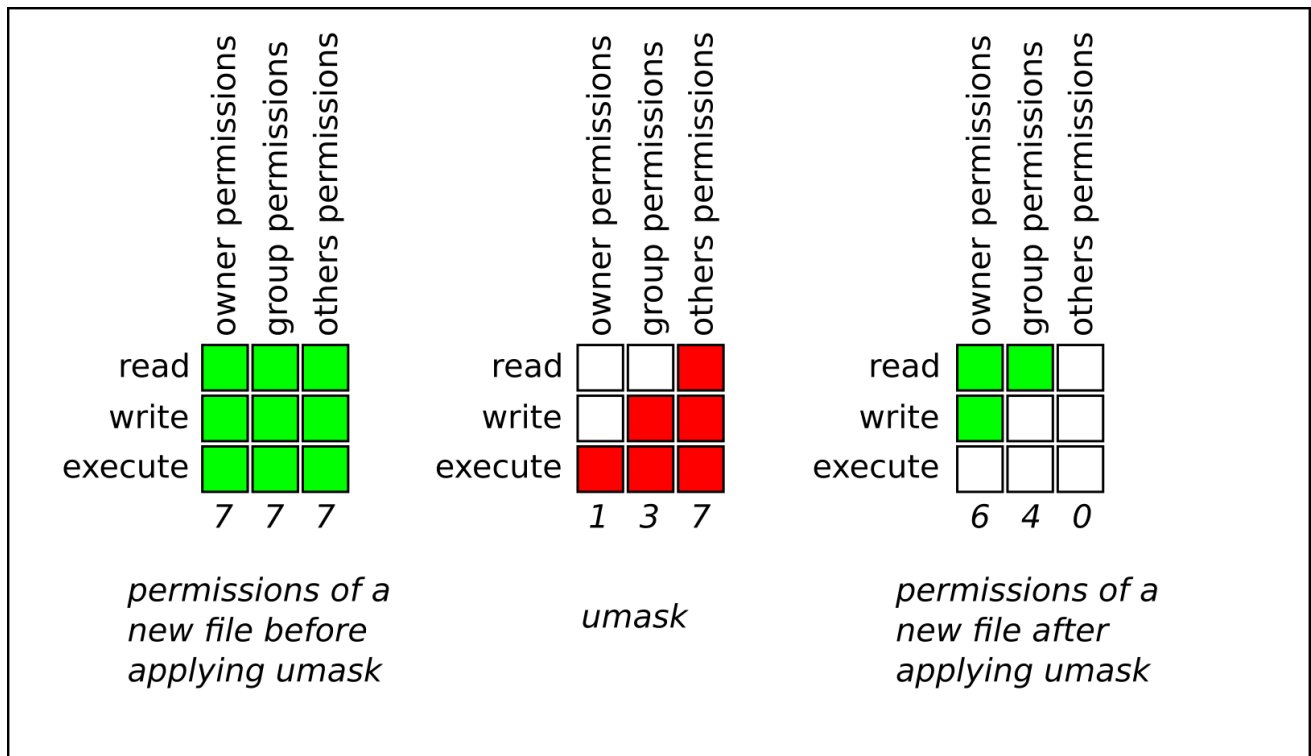 owner permissions
group permissions
others permissions
read
write
execute
7 7 7
permissions of a
new file before
applying umask
owner permissions
group permissions
others permissions
read
write
execute
1 3 7
umask
owner permissions
group permissions
others permissions
read
write
execute
6 4 0
permissions of a
new file after
applying umask